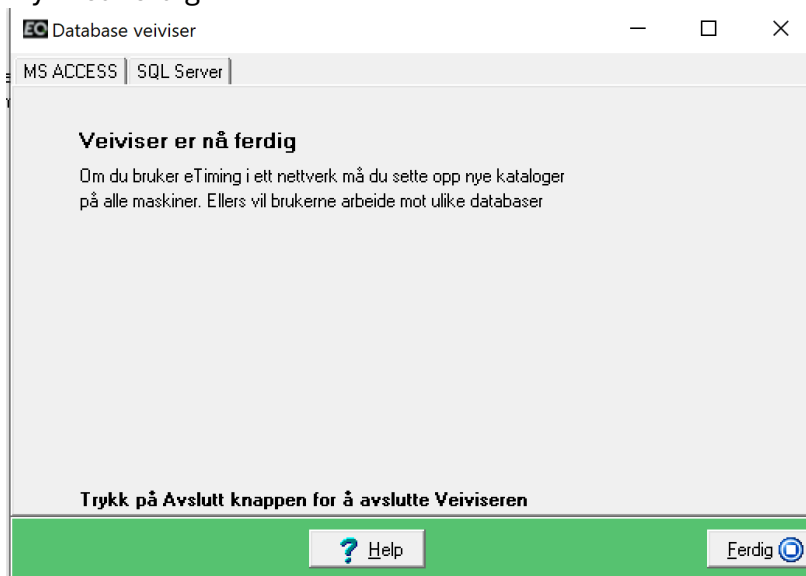 EO Database veiviser
MS ACCESS SQL Server
Veiviser er nå ferdig
Om du bruker eTiming i ett nettverk må du sette opp nye kataloger
på alle maskiner. Ellers vil brukerne arbeide mot ulike databaser
Trykk på Avslutt knappen for å avslutte Veiviseren
? Help
Ferdig